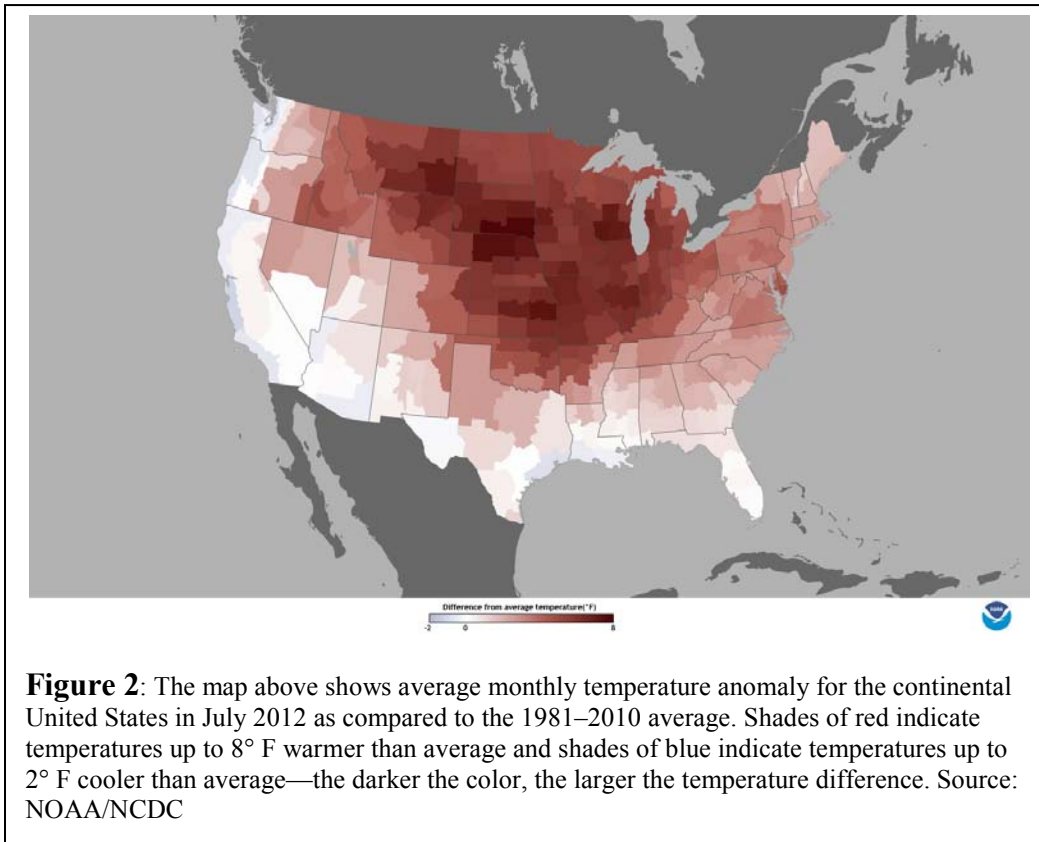 Difference from average temperature(°F)
-2 0 8
NOAA
Figure 2: The map above shows average monthly temperature anomaly for the continental
United States in July 2012 as compared to the 1981–2010 average. Shades of red indicate
temperatures up to 8° F warmer than average and shades of blue indicate temperatures up to
2° F cooler than average—the darker the color, the larger the temperature difference. Source:
NOAA/NCDC